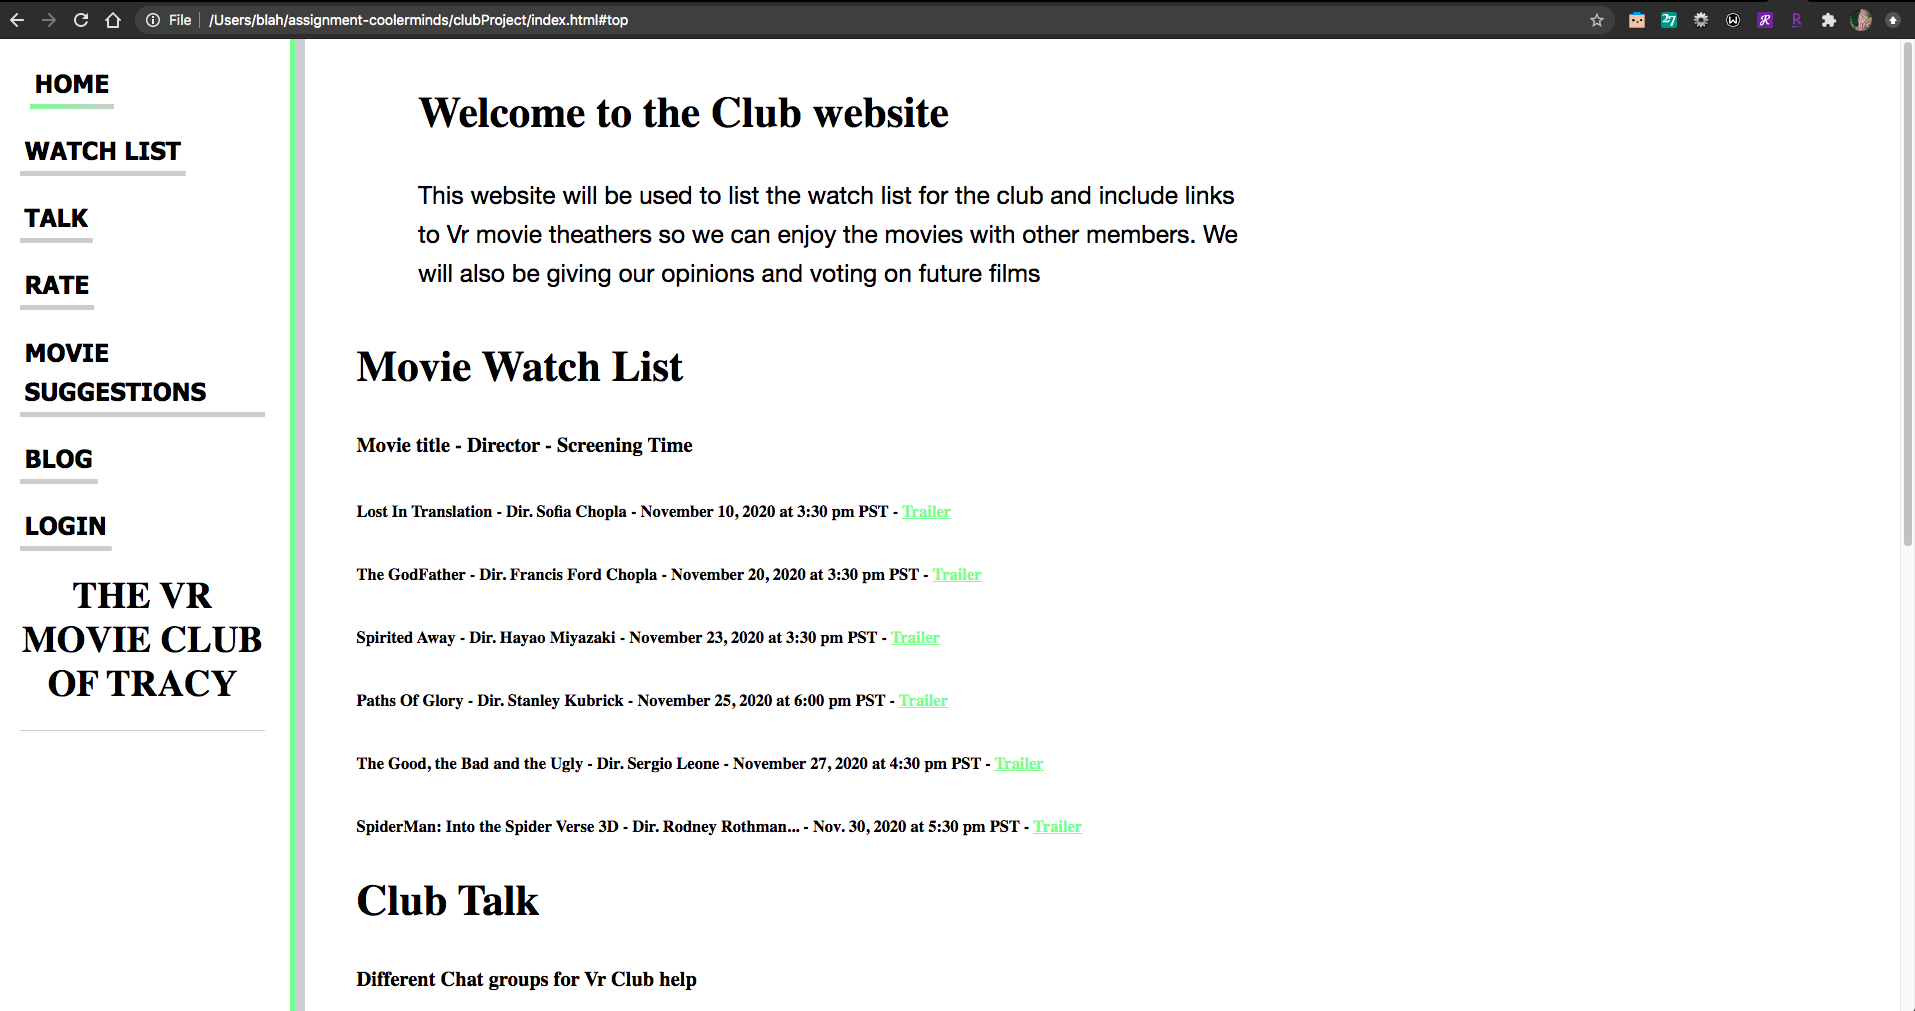 File /Users/blah/assignment-coolerminds/clubProject/index.html#top
HOME
WATCH LIST
TALK
RATE
MOVIE
SUGGESTIONS
BLOG
LOGIN
THE VR
MOVIE CLUB
OF TRACY
Welcome to the Club website
This website will be used to list the watch list for the club and include links
to Vr movie theathers so we can enjoy the movies with other members. We
will also be giving our opinions and voting on future films
Movie Watch List
Movie title - Director - Screening Time
Lost In Translation - Dir. Sofia Chopla - November 10, 2020 at 3:30 pm PST - Trailer
The GodFather - Dir. Francis Ford Chopla - November 20, 2020 at 3:30 pm PST - Trailer
Spirited Away - Dir. Hayao Miyazaki - November 23, 2020 at 3:30 pm PST - Trailer
Paths Of Glory - Dir. Stanley Kubrick - November 25, 2020 at 6:00 pm PST - Trailer
The Good, the Bad and the Ugly - Dir. Sergio Leone - November 27, 2020 at 4:30 pm PST - Trailer
SpiderMan: Into the Spider Verse 3D - Dir. Rodney Rothman... - Nov. 30, 2020 at 5:30 pm PST - Trailer
Club Talk
Different Chat groups for Vr Club help